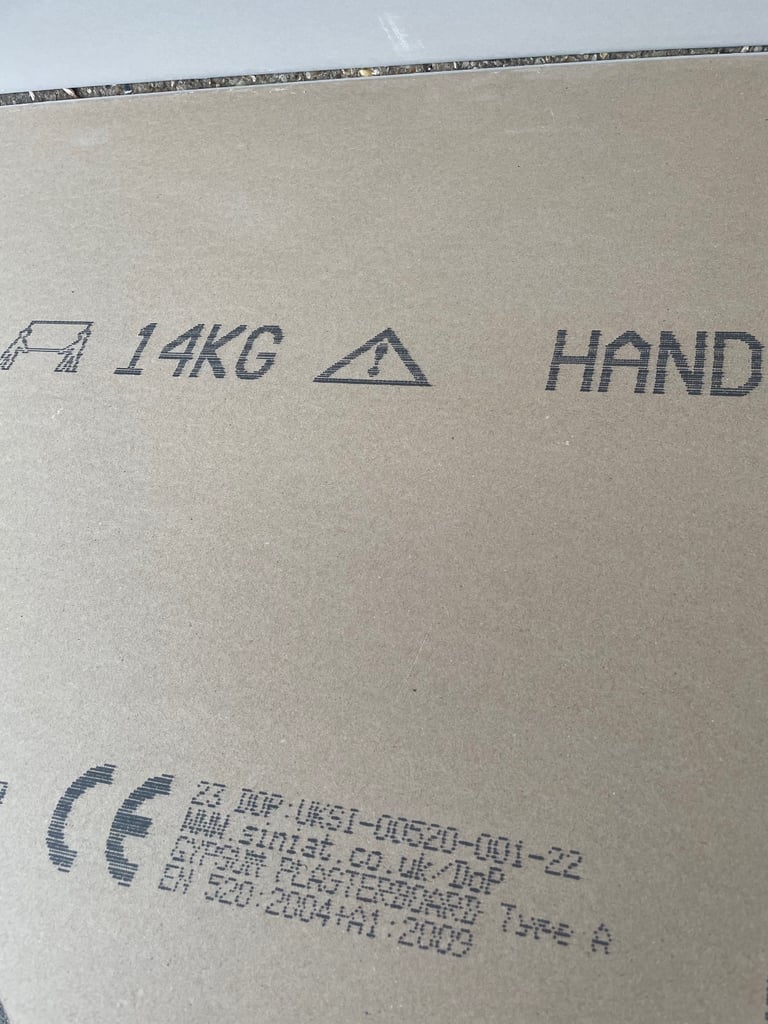 14KG HAND
CE
23 DOP:UKSI-00520-001-22
WWW.siniat.co.uk/DoP
GYPSUM PLASTERBOARD Type A
EN 520:2004+A1:2009